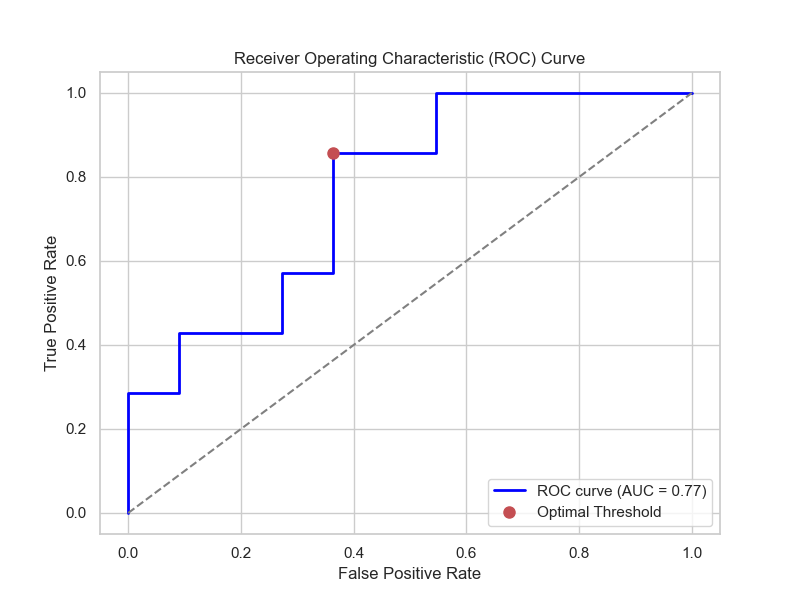 Receiver Operating Characteristic (ROC) Curve
1.0
0.8
0.6
0.4
0.2
0.0
True Positive Rate
ROC curve (AUC = 0.77)
Optimal Threshold
0.0 0.2 0.4 0.6 0.8 1.0
False Positive Rate